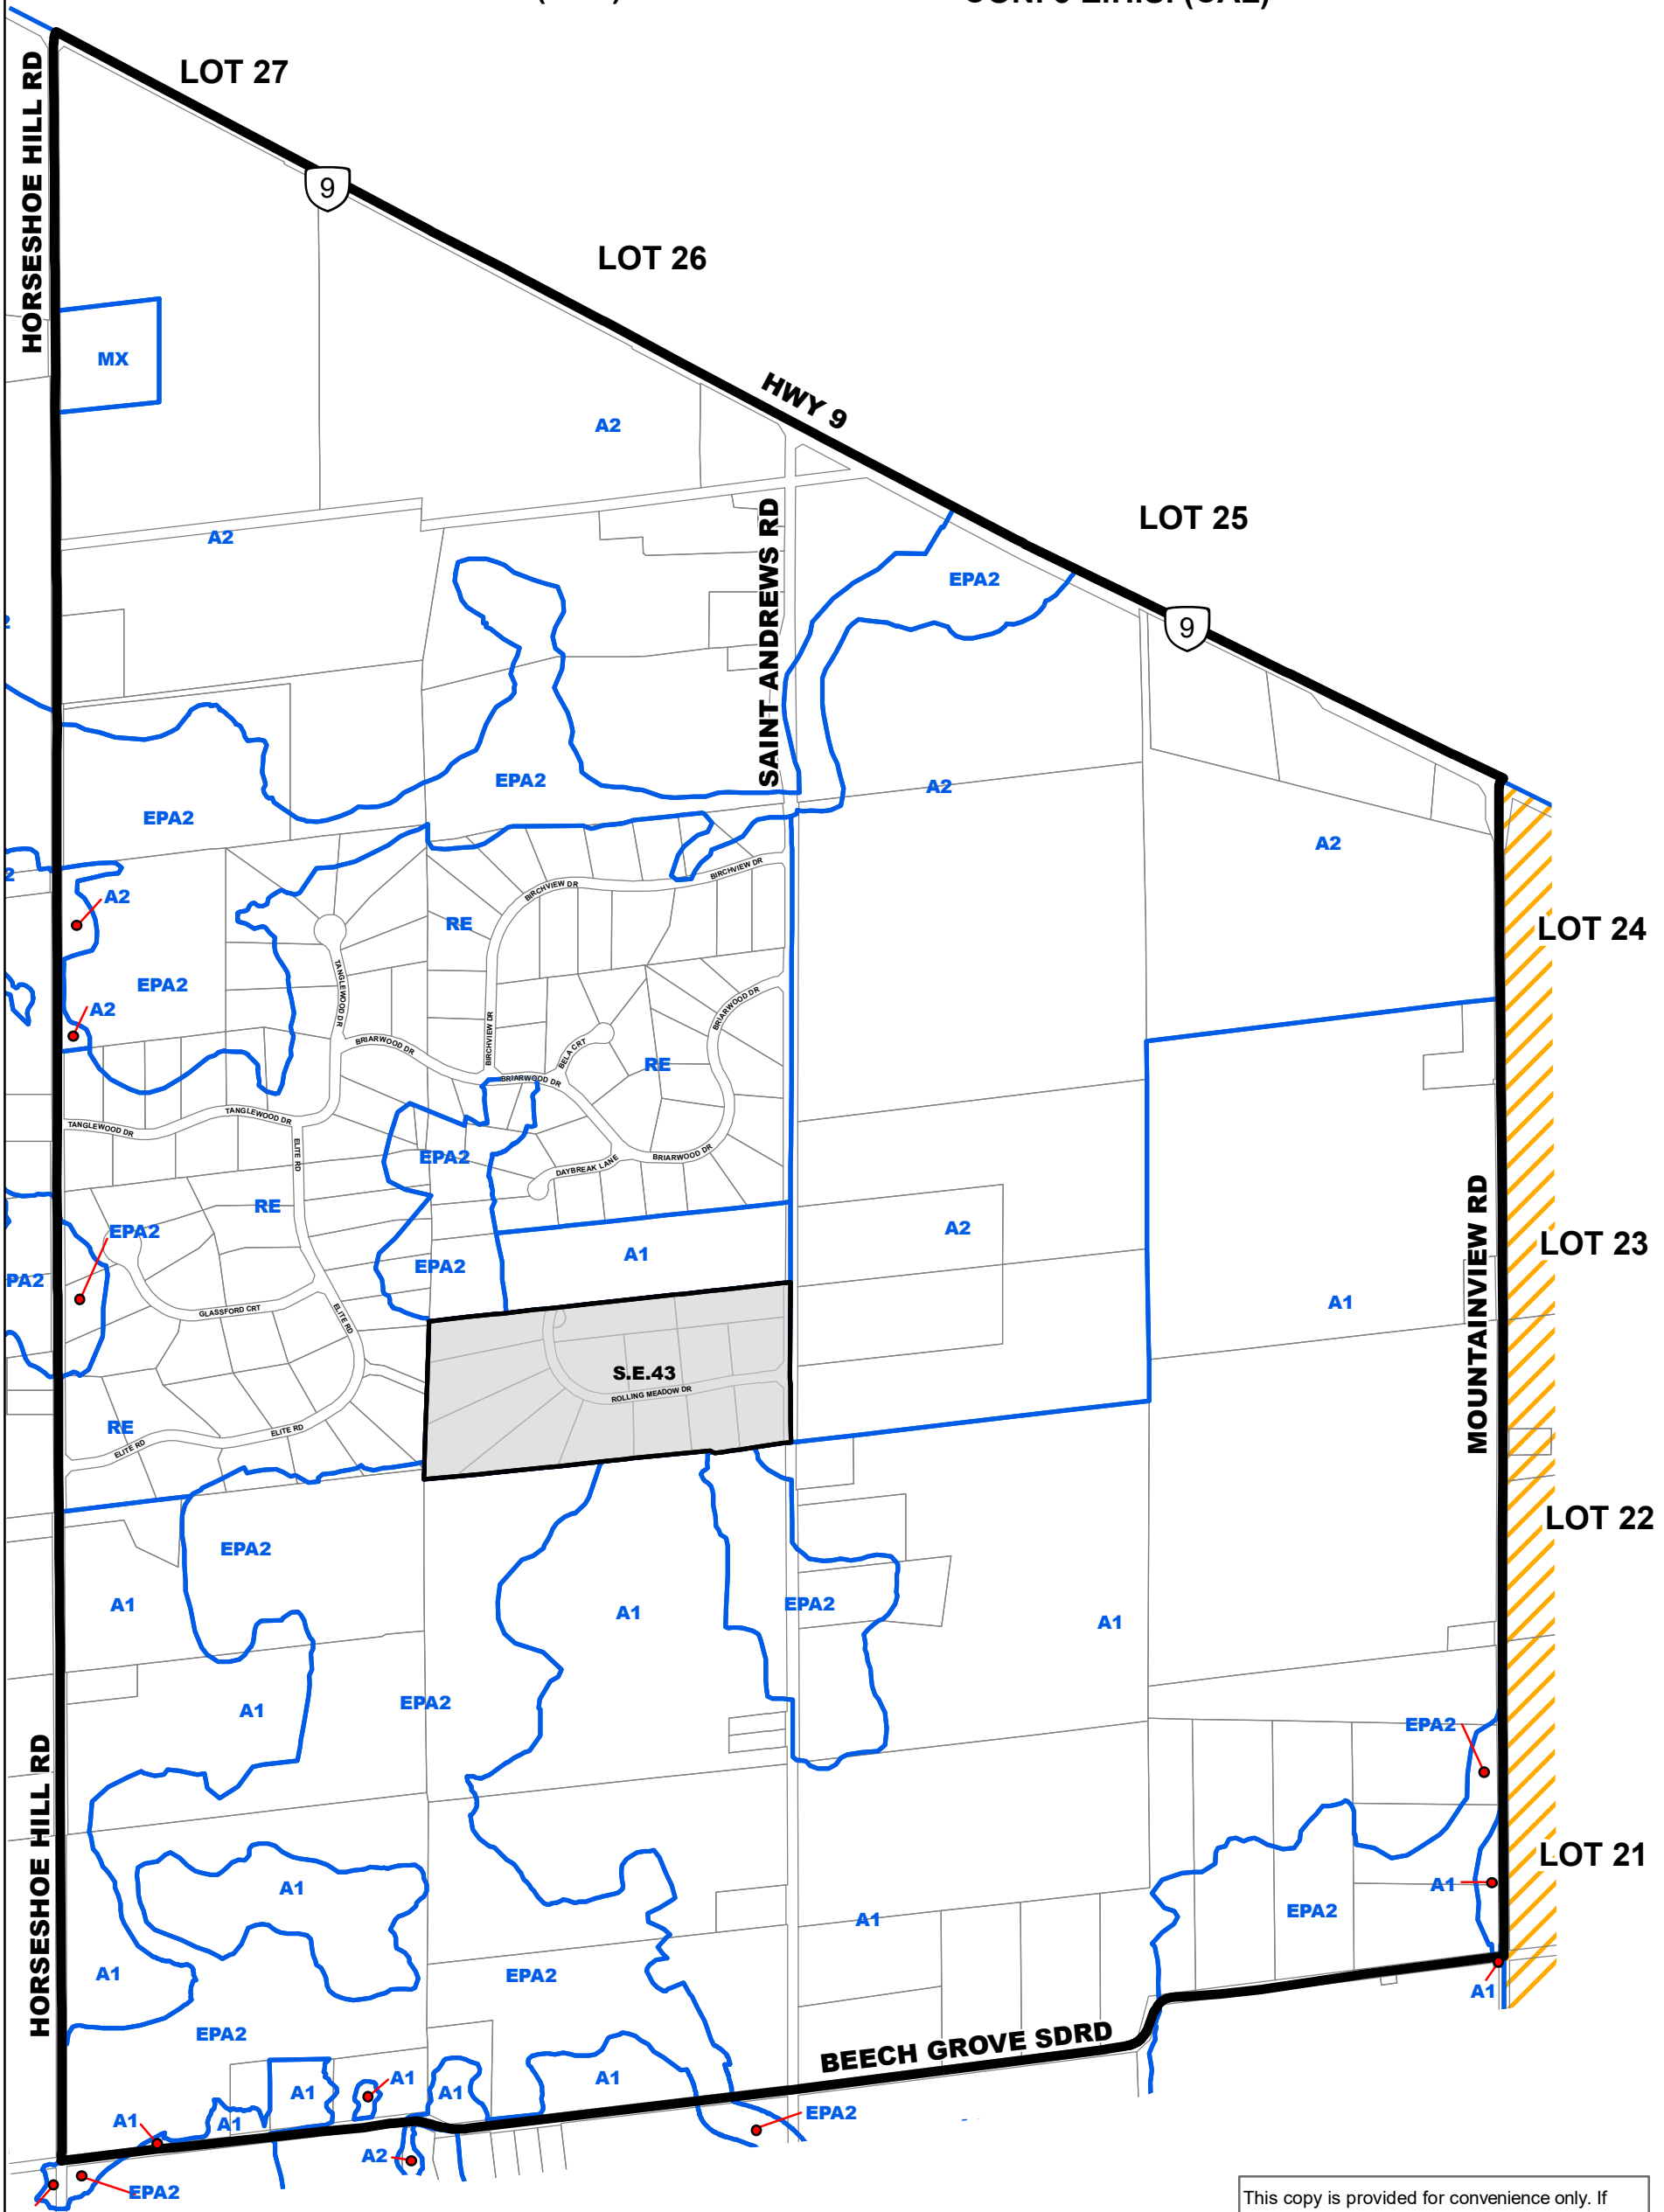 LOT 27
HORSESHOE HILL RD
9
LOT 26
MX
HWY 9
A2
SAINT ANDREWS RD
LOT 25
A2
EPA2
9
EPA2
A2
EPA2
A2
BIRCHVIEW DR
BIRCHVIEW DR
A2
RE
LOT 24
EPA2
TANGLEWOOD DR
BRIARWOOD DR
A2
BIRCHVIEW DR
BRIARWOOD DR
BELA CRT
RE
BRIARWOOD DR
TANGLEWOOD DR
TANGLEWOOD DR
ELITE RD
EPA2
BRIARWOOD DR
DAYBREAK LANE
MOUNTAINVIEW RD
RE
EPA2
A2
LOT 23
A1
EPA2
PA2
A1
GLASSFORD CRT
ELITE RD
S.E.43
ROLLING MEADOW DR
RE
ELITE RD
ELITE RD
LOT 22
EPA2
A1
A1
EPA2
A1
EPA2
A1
EPA2
HORSESHOE HILL RD
LOT 21
A1
A1
EPA2
A1
A1
EPA2
A1
EPA2
BEECH GROVE SDRD
A1
A1
A1
A1
A1
A1
EPA2
A2
EPA2
This copy is provided for convenience only. If